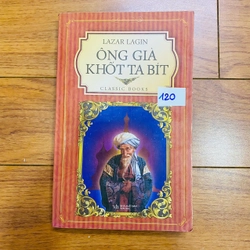 LAZAR LAGIN
ÔNG GIÀ
KHỐT TA BÍT
CLASSIC BOOKS
120